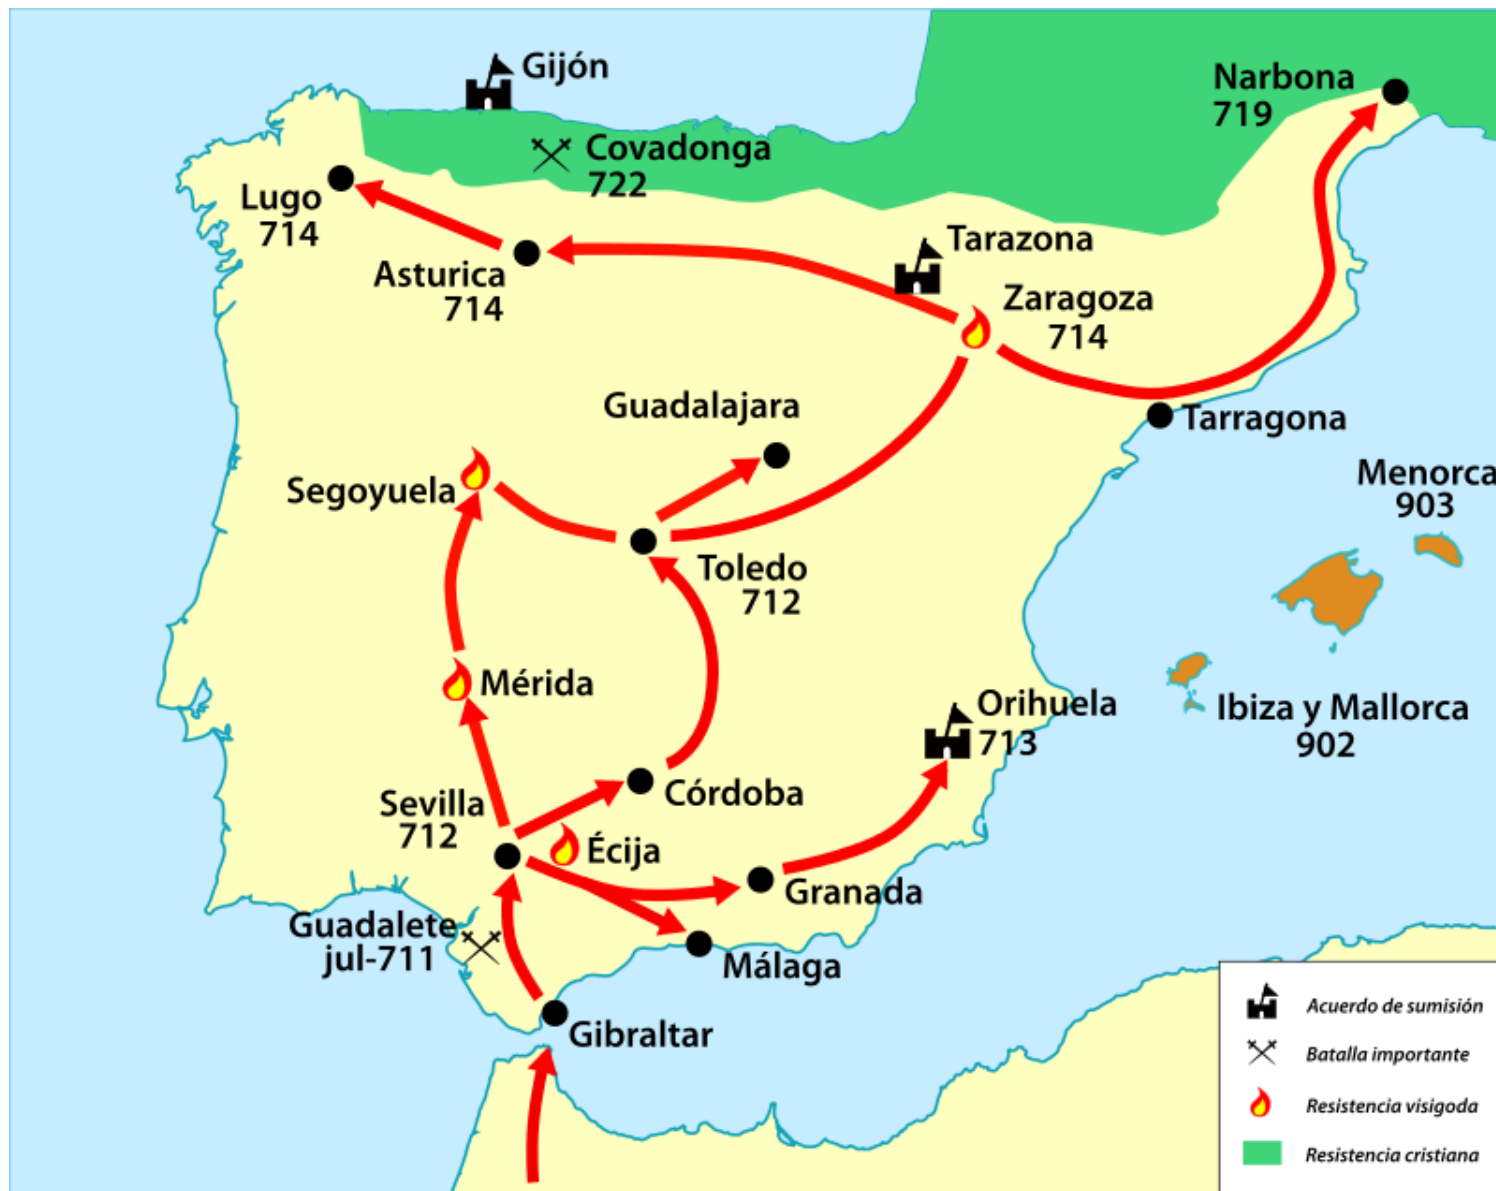 Gijón
Narbona
719
Covadonga
722
Lugo
714
Tarazona
Asturica
714
Zaragoza
714
Guadalajara
Tarragona
Menorca
903
Segoyuela
Toledo
712
Mérida
Orihuela
713
Ibiza y Mallorca
902
Sevilla
712
Córdoba
Écija
Granada
Guadalete
jul-711
Málaga
Gibraltar
Acuerdo de sumisión
Batalla importante
Resistencia visigoda
Resistencia cristiana